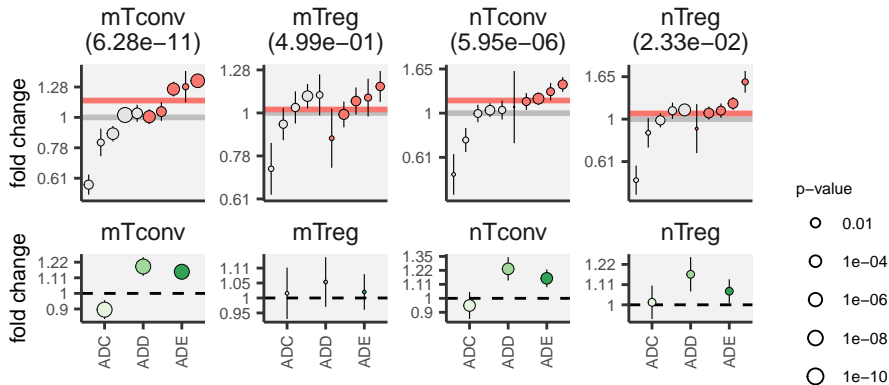 mTconv
(6.28e−11)
mTreg
(4.99e−01)
nTconv
(5.95e−06)
nTreg
(2.33e−02)
fold change
1.28
1
0.78
0.61
1.28
1
0.78
0.61
1.65
1
0.61
1.65
1
0.61
mTconv
mTreg
nTconv
nTreg
fold change
1.22
1.11
1
0.9
1.11
1.05
1
0.95
1.35
1.22
1.11
1
0.9
1.22
1.11
1
ADC
ADD
ADE
ADC
ADD
ADE
ADC
ADD
ADE
ADC
ADD
ADE
p−value
0.01
1e−04
1e−06
1e−08
1e−10